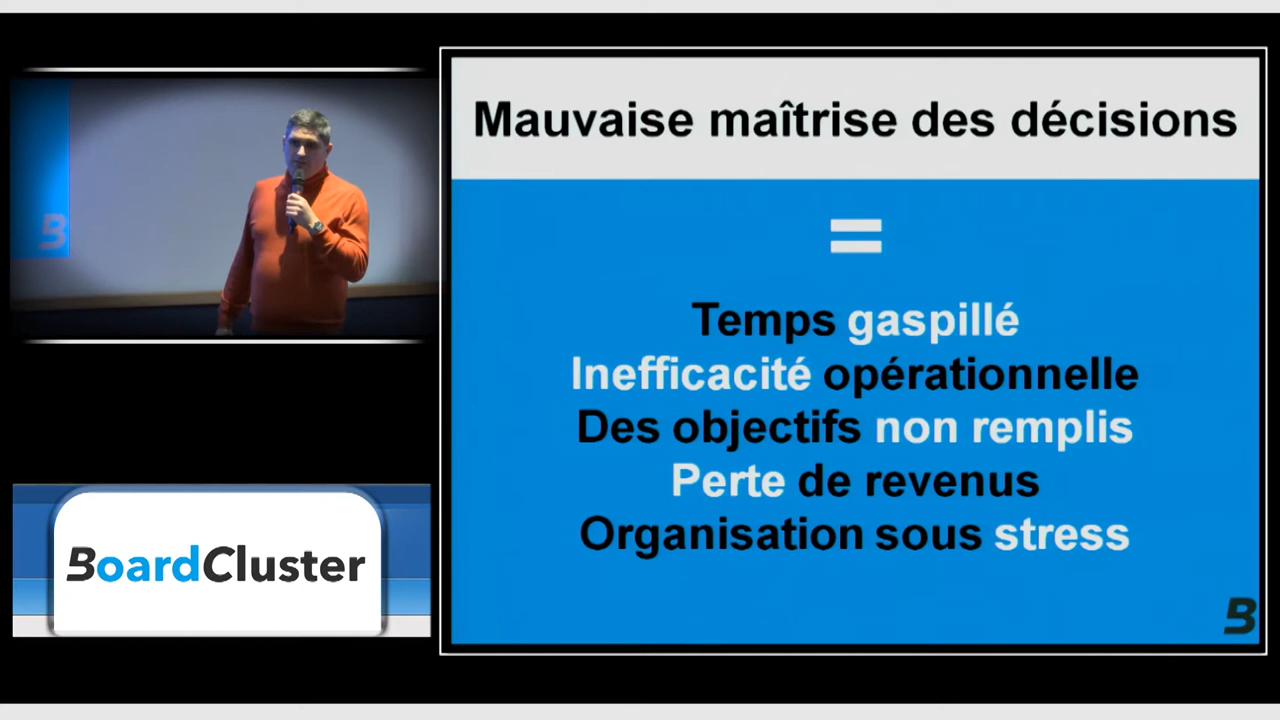 B
Mauvaise maîtrise des décisions
=
Temps gaspillé
Inefficacité opérationnelle
Des objectifs non remplis
Perte de revenus
Organisation sous stress
BoardCluster
B